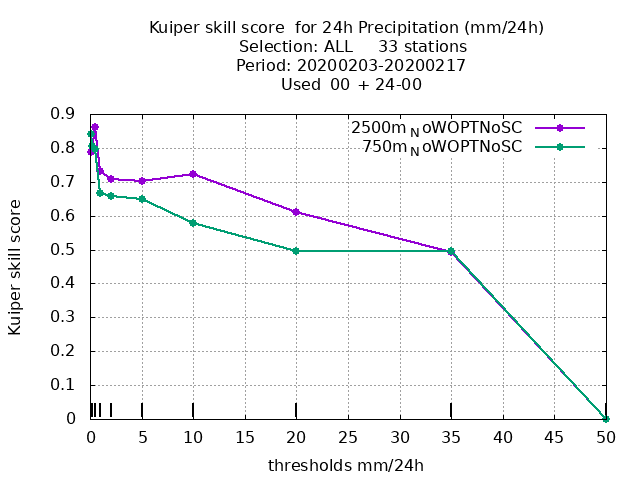 Kuiper skill score  for 24h Precipitation (mm/24h)
Selection: ALL     33 stations
Period: 20200203-20200217
Used  00 + 24-00
2500m NoWOPTNoSC
750m NoWOPTNoSC
Kuiper skill score
0.9
0.8
0.7
0.6
0.5
0.4
0.3
0.2
0.1
0
0 5 10 15 20 25 30 35 40 45 50
thresholds mm/24h